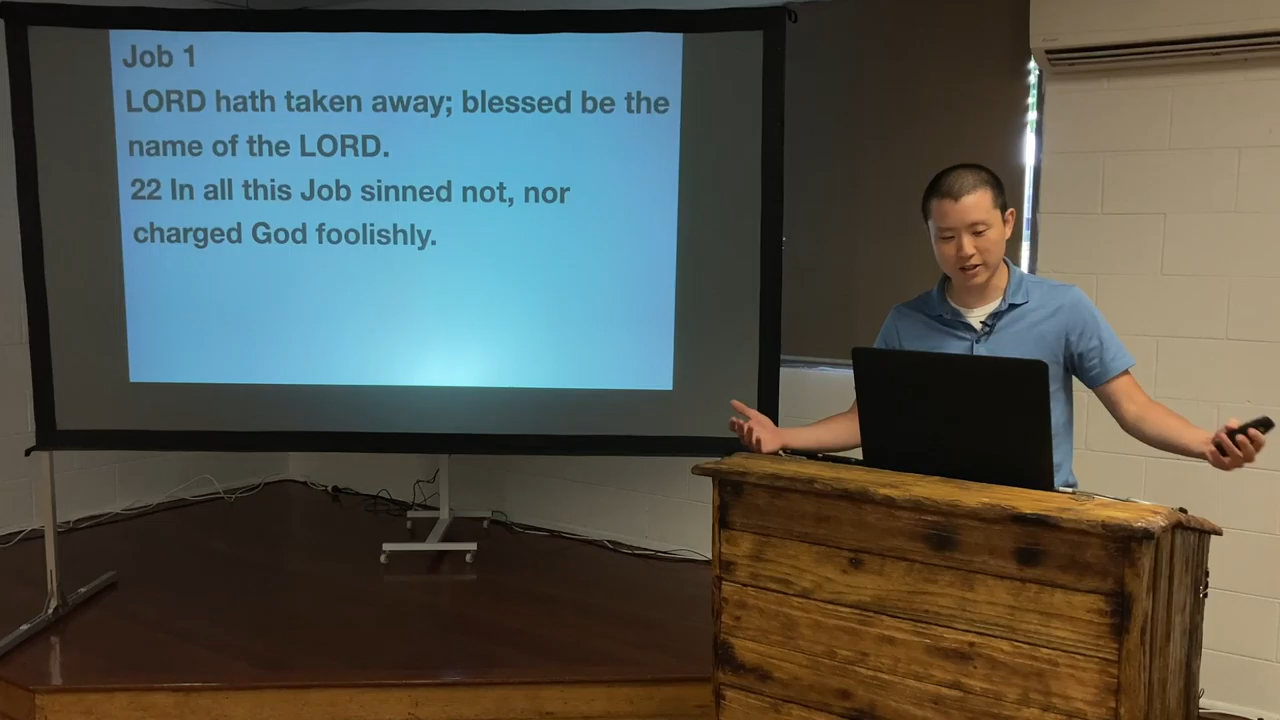 Job 1
LORD hath taken away; blessed be the
name of the LORD.
22 In all this Job sinned not, nor
charged God foolishly.